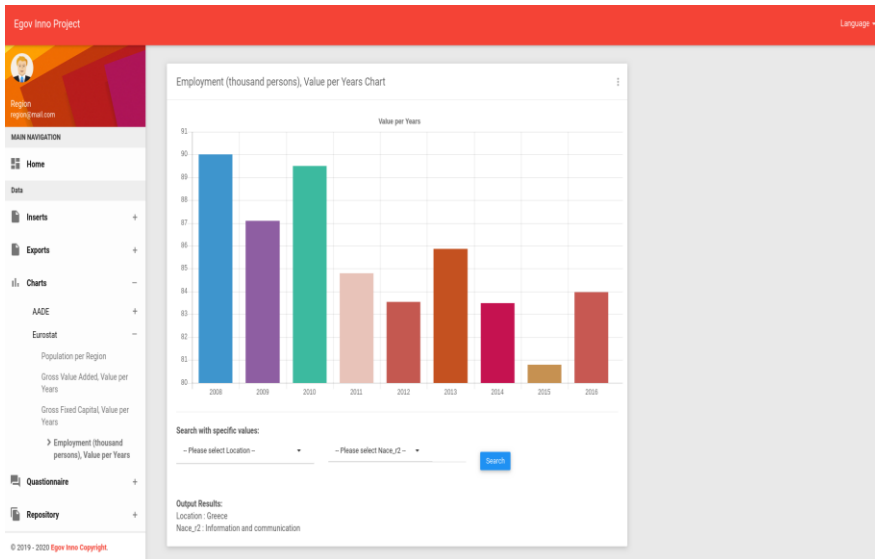 Egov Inno Project
Language
Region
region@mail.com
MAIN NAVIGATION
Home
Data
Inserts +
Exports +
Charts -
AADE +
Eurostat -
Population per Region
Gross Value Added, Value per
Years
Gross Fixed Capital, Value per
Years
> Employment (thousand
persons), Value per Years
Quastionnaire +
Repository +
© 2019 - 2020 Egov Inno Copyright.
Employment (thousand persons), Value per Years Chart
Value per Years
91
90
89
88
87
86
85
84
83
82
81
80
2008 2009 2010 2011 2012 2013 2014 2015 2016
Search with specific values:
-- Please select Location --
-- Please select Nace_r2 --
Search
Output Results:
Location : Greece
Nace_r2 : Information and communication